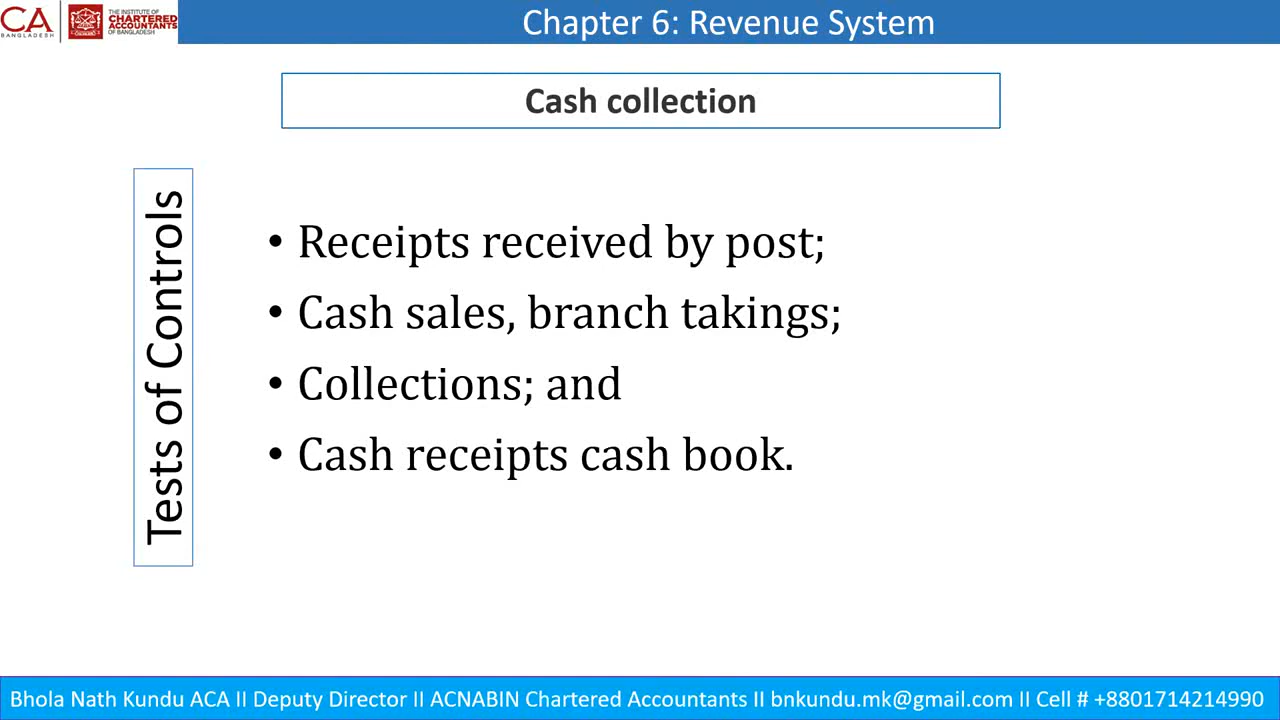 CA
BANGLADESH
THE INSTITUTE OF
CHARTERED
ACCOUNTANTS
OF BANGLADESH
Chapter 6: Revenue System
Cash collection
Tests of Controls
• Receipts received by post;
• Cash sales, branch takings;
• Collections; and
• Cash receipts cash book.
Bhola Nath Kundu ACA II Deputy Director II ACNABIN Chartered Accountants II bnkundu.mk@gmail.com II Cell # +8801714214990